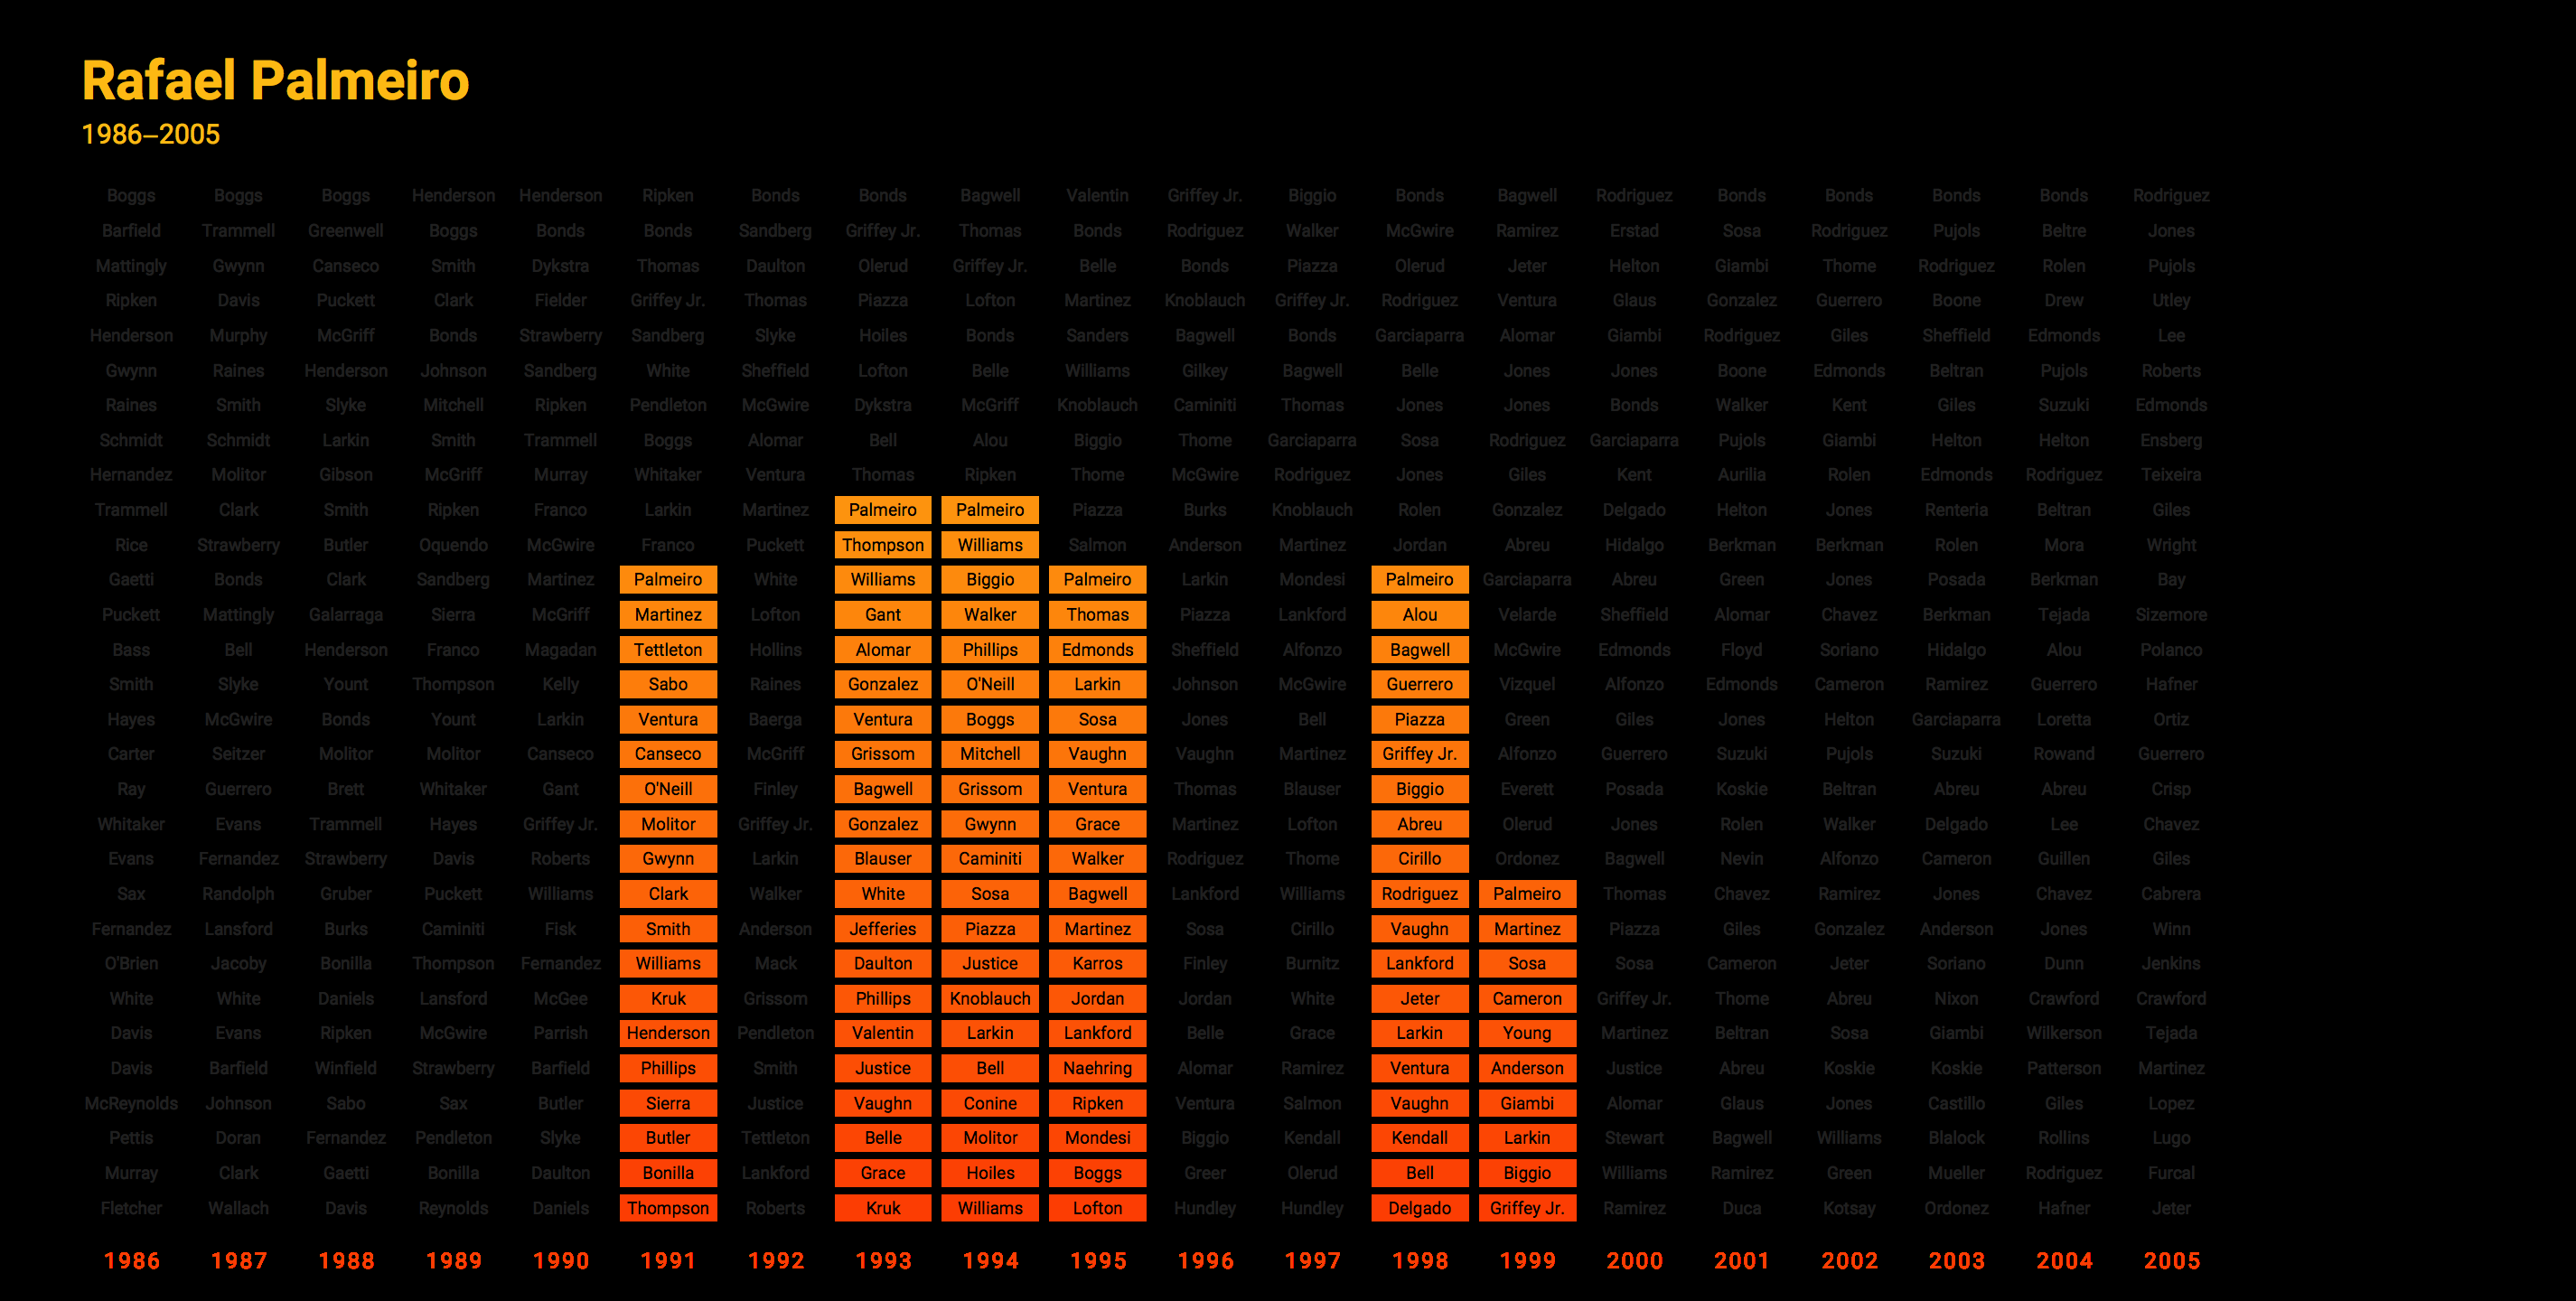 Rafael Palmeiro
1986–2005
Boggs Boggs Boggs Henderson Henderson Ripken Bonds Bonds Bagwell Valentin Griffey Jr. Biggio Bonds Bagwell Rodriguez Bonds Bonds Bonds Bonds Rodriguez
Barfield Trammell Greenwell Boggs Bonds Bonds Sandberg Griffey Jr. Thomas Bonds Rodriguez Walker McGwire Ramirez Erstad Sosa Rodriguez Pujols Beltre Jones
Mattingly Gwynn Canseco Smith Dykstra Thomas Daulton Olerud Griffey Jr. Belle Bonds Piazza Olerud Jeter Helton Giambi Thome Rodriguez Rolen Pujols
Ripken Davis Puckett Clark Fielder Griffey Jr. Thomas Piazza Lofton Martinez Knoblauch Griffey Jr. Rodriguez Ventura Glaus Gonzalez Guerrero Boone Drew Utley
Henderson Murphy McGriff Bonds Strawberry Sandberg Slyke Hoiles Bonds Sanders Bagwell Bonds Garciaparra Alomar Giambi Rodriguez Giles Sheffield Edmonds Lee
Gwynn Raines Henderson Johnson Sandberg White Sheffield Lofton Belle Williams Gilkey Bagwell Belle Jones Jones Boone Edmonds Beltran Pujols Roberts
Raines Smith Slyke Mitchell Ripken Pendleton McGwire Dykstra McGriff Knoblauch Caminiti Thomas Jones Jones Bonds Walker Kent Giles Suzuki Edmonds
Schmidt Schmidt Larkin Smith Trammell Boggs Alomar Bell Alou Biggio Thome Garciaparra Sosa Rodriguez Garciaparra Pujols Giambi Helton Helton Ensberg
Hernandez Molitor Gibson McGriff Murray Whitaker Ventura Thomas Ripken Thome McGwire Rodriguez Jones Giles Kent Aurilia Rolen Edmonds Rodriguez Teixeira
Trammell Clark Smith Ripken Franco Larkin Martinez Palmeiro Palmeiro Piazza Burks Knoblauch Rolen Gonzalez Delgado Helton Jones Renteria Beltran Giles
Rice Strawberry Butler Oquendo McGwire Franco Puckett Thompson Williams Salmon Anderson Martinez Jordan Abreu Hidalgo Berkman Berkman Rolen Mora Wright
Gaetti Bonds Clark Sandberg Martinez Palmeiro White Williams Biggio Palmeiro Larkin Mondesi Palmeiro Garciaparra Abreu Green Jones Posada Berkman Bay
Puckett Mattingly Galarraga Sierra McGriff Martinez Lofton Gant Walker Thomas Piazza Lankford Alou Velarde Sheffield Alomar Chavez Berkman Tejada Sizemore
Bass Bell Henderson Franco Magadan Tettleton Hollins Alomar Phillips Edmonds Sheffield Alfonzo Bagwell McGwire Edmonds Floyd Soriano Hidalgo Alou Polanco
Smith Slyke Yount Thompson Kelly Sabo Raines Gonzalez O'Neill Larkin Johnson McGwire Guerrero Vizquel Alfonzo Edmonds Cameron Ramirez Guerrero Hafner
Hayes McGwire Bonds Yount Larkin Ventura Baerga Ventura Boggs Sosa Jones Bell Piazza Green Giles Jones Helton Garciaparra Loretta Ortiz
Carter Seitzer Molitor Molitor Canseco Canseco McGriff Grissom Mitchell Vaughn Vaughn Martinez Griffey Jr. Alfonzo Guerrero Suzuki Pujols Suzuki Rowand Guerrero
Ray Guerrero Brett Whitaker Gant O'Neill Finley Bagwell Grissom Ventura Thomas Blauser Biggio Everett Posada Koskie Beltran Abreu Abreu Crisp
Whitaker Evans Trammell Hayes Griffey Jr. Molitor Griffey Jr. Gonzalez Gwynn Grace Martinez Lofton Abreu Olerud Jones Rolen Walker Delgado Lee Chavez
Evans Fernandez Strawberry Davis Roberts Gwynn Larkin Blauser Caminiti Walker Rodriguez Thome Cirillo Ordonez Bagwell Nevin Alfonzo Cameron Guillen Giles
Sax Randolph Gruber Puckett Williams Clark Walker White Sosa Bagwell Lankford Williams Rodriguez Palmeiro Thomas Chavez Ramirez Jones Chavez Cabrera
Fernandez Lansford Burks Caminiti Fisk Smith Anderson Jefferies Piazza Martinez Sosa Cirillo Vaughn Martinez Piazza Giles Gonzalez Anderson Jones Winn
O'Brien Jacoby Bonilla Thompson Fernandez Williams Mack Daulton Justice Karros Finley Burnitz Lankford Sosa Sosa Cameron Jeter Soriano Dunn Jenkins
White White Daniels Lansford McGee Kruk Grissom Phillips Knoblauch Jordan Jordan White Jeter Cameron Griffey Jr. Thome Abreu Nixon Crawford Crawford
Davis Evans Ripken McGwire Parrish Henderson Pendleton Valentin Larkin Lankford Belle Grace Larkin Young Martinez Beltran Sosa Giambi Wilkerson Tejada
Davis Barfield Winfield Strawberry Barfield Phillips Smith Justice Bell Naehring Alomar Ramirez Ventura Anderson Justice Abreu Koskie Koskie Patterson Martinez
McReynolds Johnson Sabo Sax Butler Sierra Justice Vaughn Conine Ripken Ventura Salmon Vaughn Giambi Alomar Glaus Jones Castillo Giles Lopez
Pettis Doran Fernandez Pendleton Slyke Butler Tettleton Belle Molitor Mondesi Biggio Kendall Kendall Larkin Stewart Bagwell Williams Blalock Rollins Lugo
Murray Clark Gaetti Bonilla Daulton Bonilla Lankford Grace Hoiles Boggs Greer Olerud Bell Biggio Williams Ramirez Green Mueller Rodriguez Furcal
Fletcher Wallach Davis Reynolds Daniels Thompson Roberts Kruk Williams Lofton Hundley Hundley Delgado Griffey Jr. Ramirez Duca Kotsay Ordonez Hafner Jeter
1986 1987 1988 1989 1990 1991 1992 1993 1994 1995 1996 1997 1998 1999 2000 2001 2002 2003 2004 2005